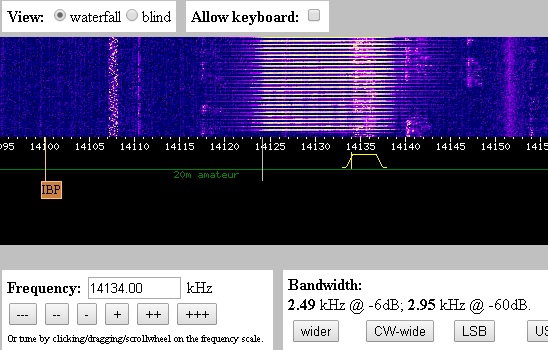 View: waterfall blind Allow keyboard:
095 14100 14105 14110 14115 14120 14125 14130 14135 14140 14145 14150 1415
20m amateur
IBP
Frequency: 14134.00 kHz
--- -- - + ++ +++
Or tune by clicking/dragging/scrollwheel on the frequency scale.
Bandwidth:
2.49 kHz @ -6dB; 2.95 kHz @ -60dB.
wider CW-wide LSB US